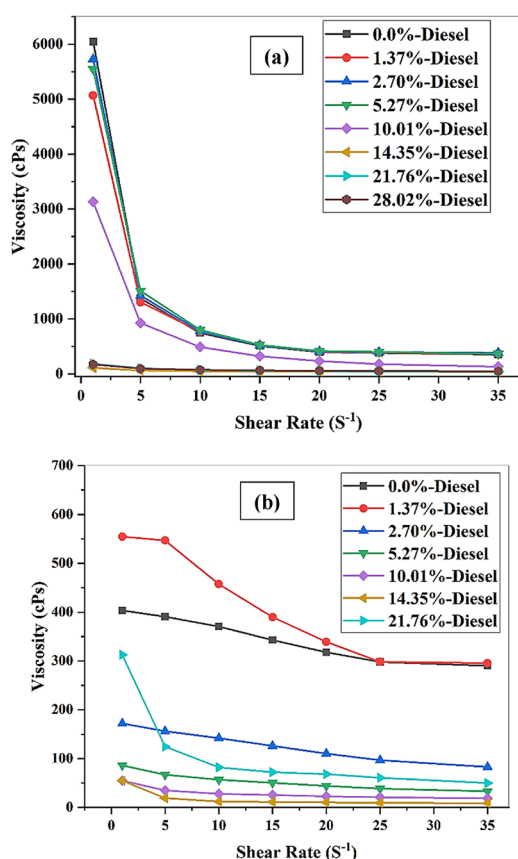 (a)
0.0%-Diesel
1.37%-Diesel
2.70%-Diesel
5.27%-Diesel
10.01%-Diesel
14.35%-Diesel
21.76%-Diesel
28.02%-Diesel
Viscosity (cPs)
6000
5000
4000
3000
2000
1000
0
0 5 10 15 20 25 30 35
Shear Rate (S⁻¹)
(b)
0.0%-Diesel
1.37%-Diesel
2.70%-Diesel
5.27%-Diesel
10.01%-Diesel
14.35%-Diesel
21.76%-Diesel
Viscosity (cPs)
700
600
500
400
300
200
100
0
0 5 10 15 20 25 30 35
Shear Rate (S⁻¹)